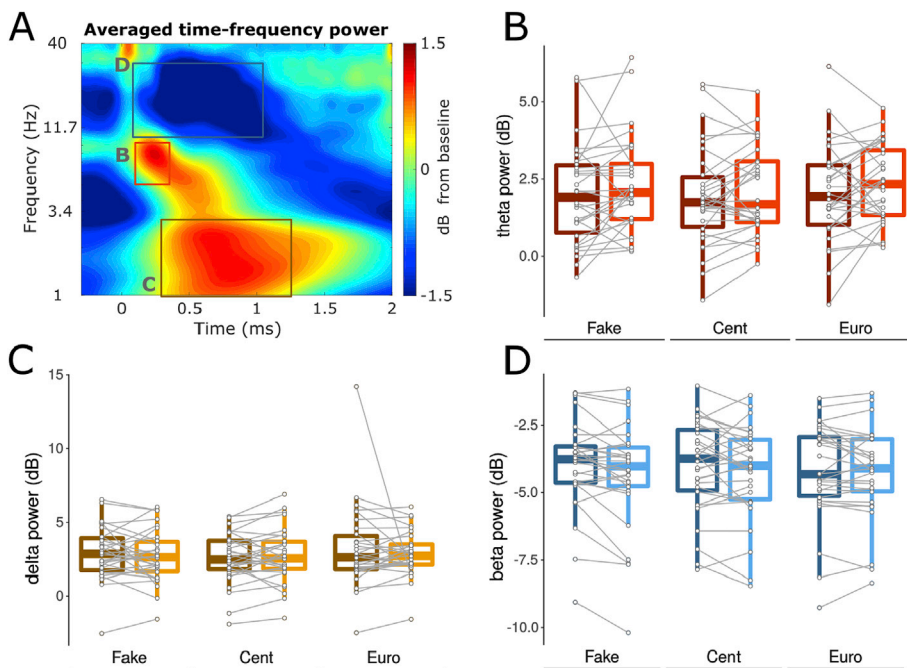 A
Averaged time-frequency power
40
11.7
3.4
1
Frequency (Hz)
D
B
C
0
0.5
1
1.5
2
Time (ms)
1.5
0
-1.5
dB from baseline
B
5.0
2.5
0.0
theta power (dB)
Fake Cent Euro
C
15
10
5
0
delta power (dB)
Fake Cent Euro
D
-2.5
-5.0
-7.5
-10.0
beta power (dB)
Fake Cent Euro